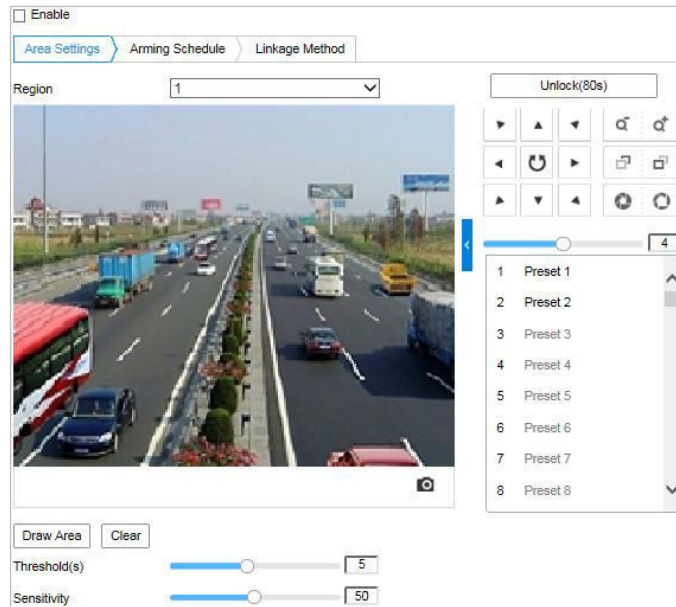 Enable
Area Settings
Arming Schedule
Linkage Method
Region
1
Unlock(80s)
4
1 Preset 1
2 Preset 2
3 Preset 3
4 Preset 4
5 Preset 5
6 Preset 6
7 Preset 7
8 Preset 8
Draw Area
Clear
Threshold(s)
5
Sensitivity
50